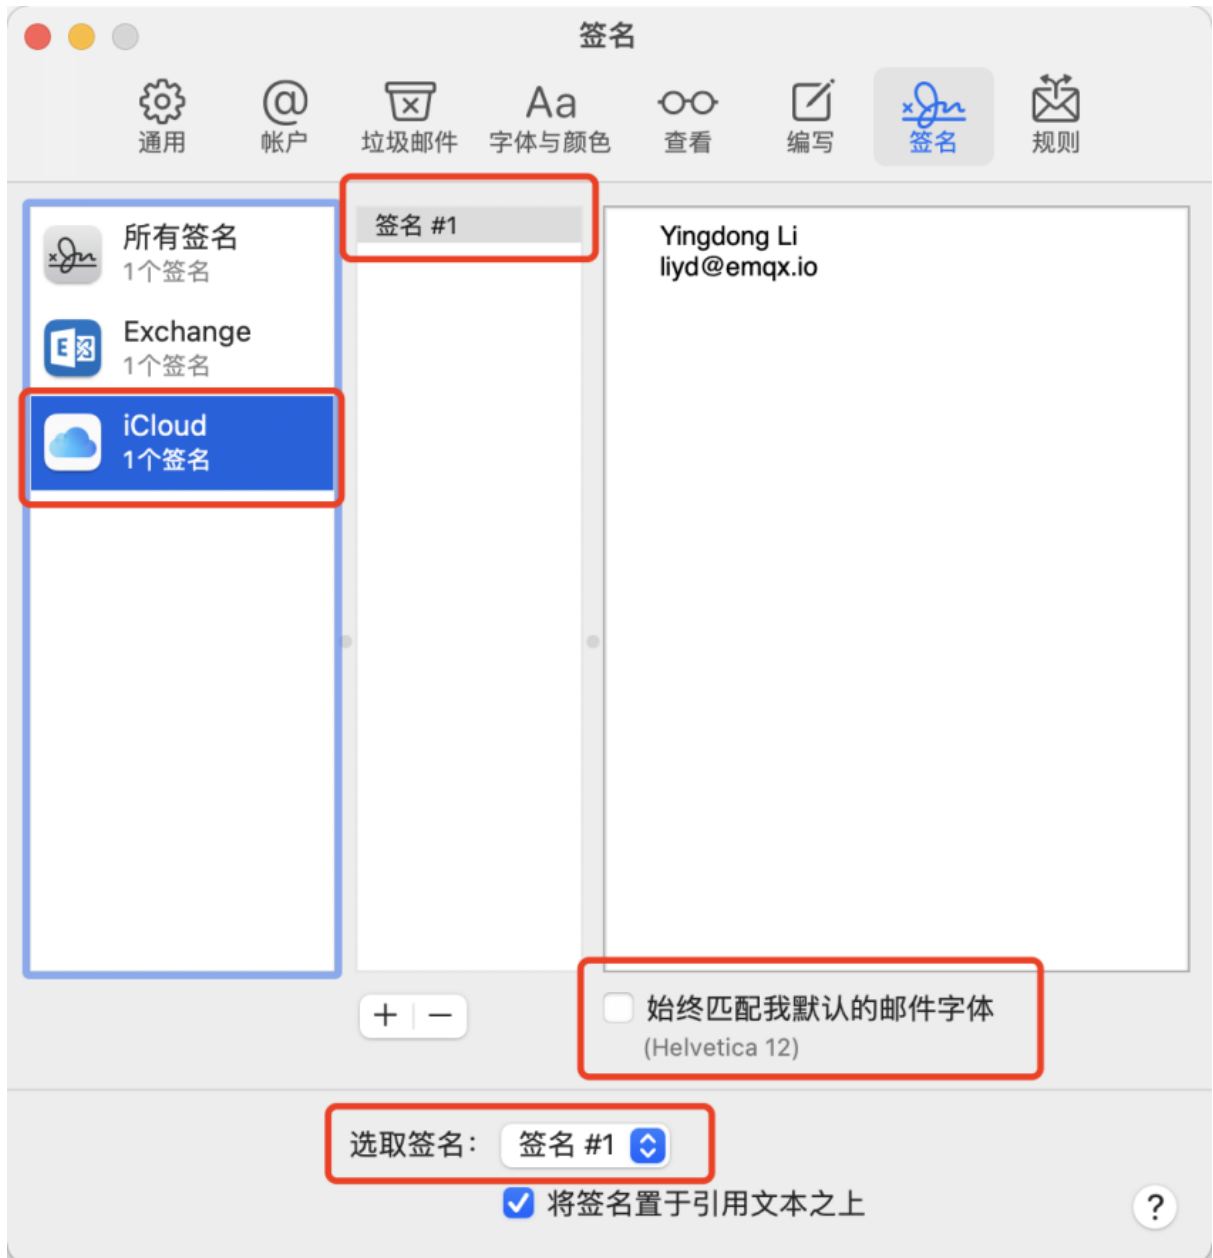 签名
通用
帐户
垃圾邮件
Aa
字体与颜色
查看
编写
签名
规则
所有签名
1个签名
Exchange
1个签名
iCloud
1个签名
签名 #1
Yingdong Li
liyd@emqx.io
始终匹配我默认的邮件字体
(Helvetica 12)
选取签名：
签名 #1
将签名置于引用文本之上
?